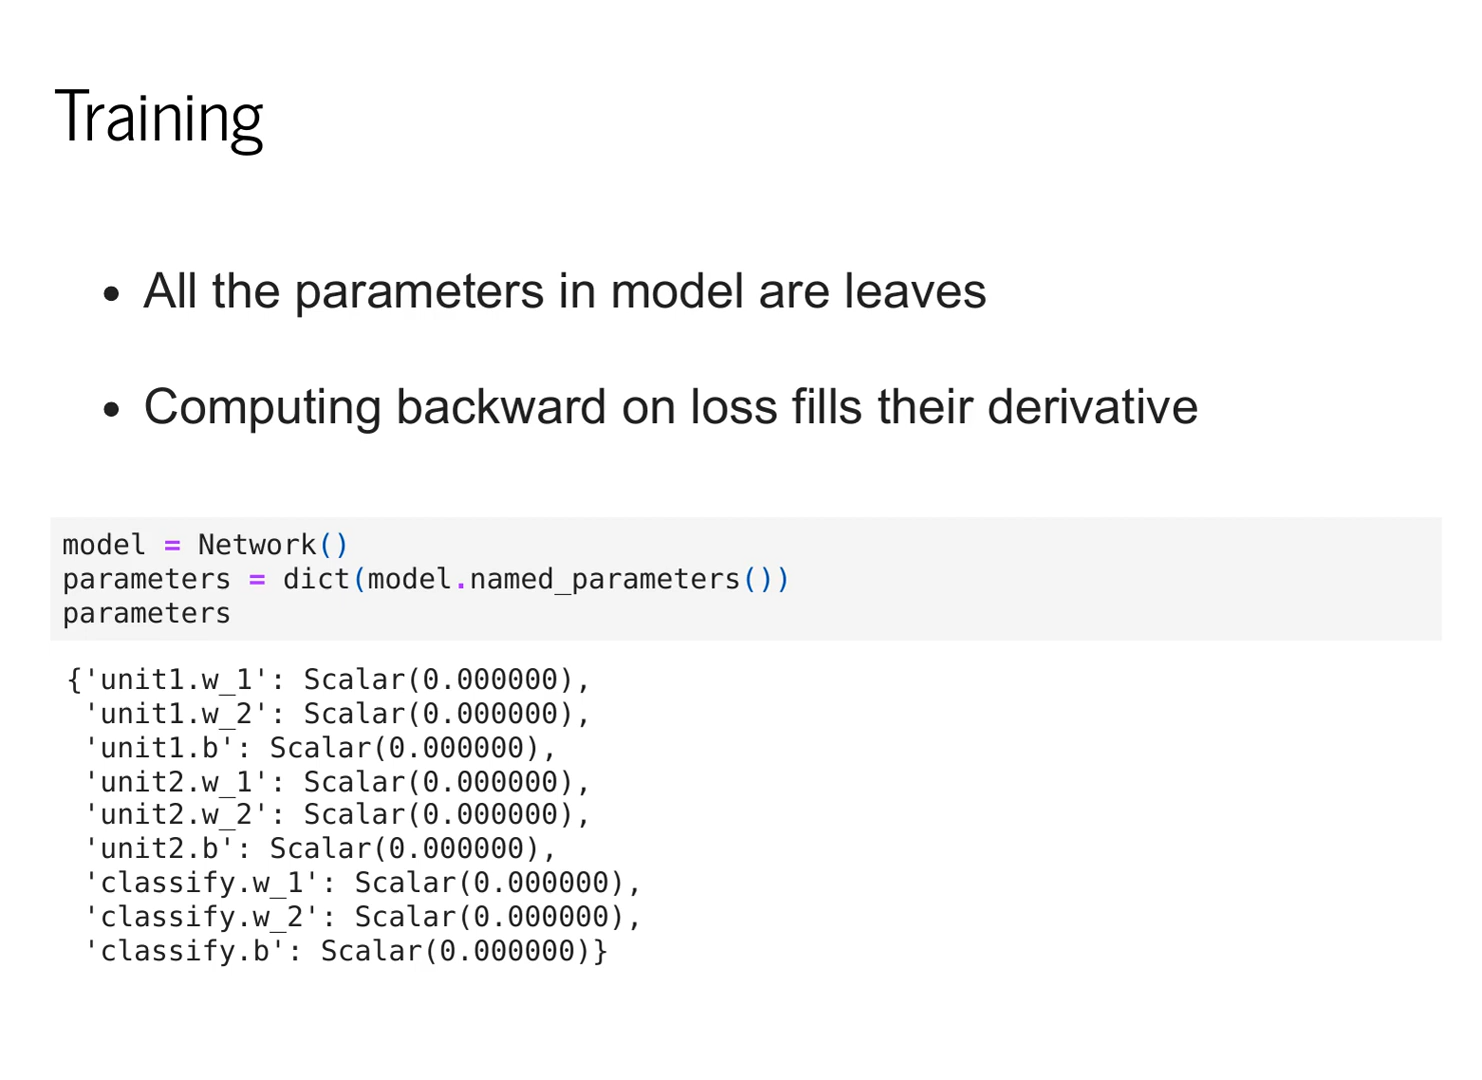 Training
• All the parameters in model are leaves
• Computing backward on loss fills their derivative
model = Network()
parameters = dict(model.named_parameters())
parameters
{'unit1.w_1': Scalar(0.000000),
 'unit1.w_2': Scalar(0.000000),
 'unit1.b': Scalar(0.000000),
 'unit2.w_1': Scalar(0.000000),
 'unit2.w_2': Scalar(0.000000),
 'unit2.b': Scalar(0.000000),
 'classify.w_1': Scalar(0.000000),
 'classify.w_2': Scalar(0.000000),
 'classify.b': Scalar(0.000000)}